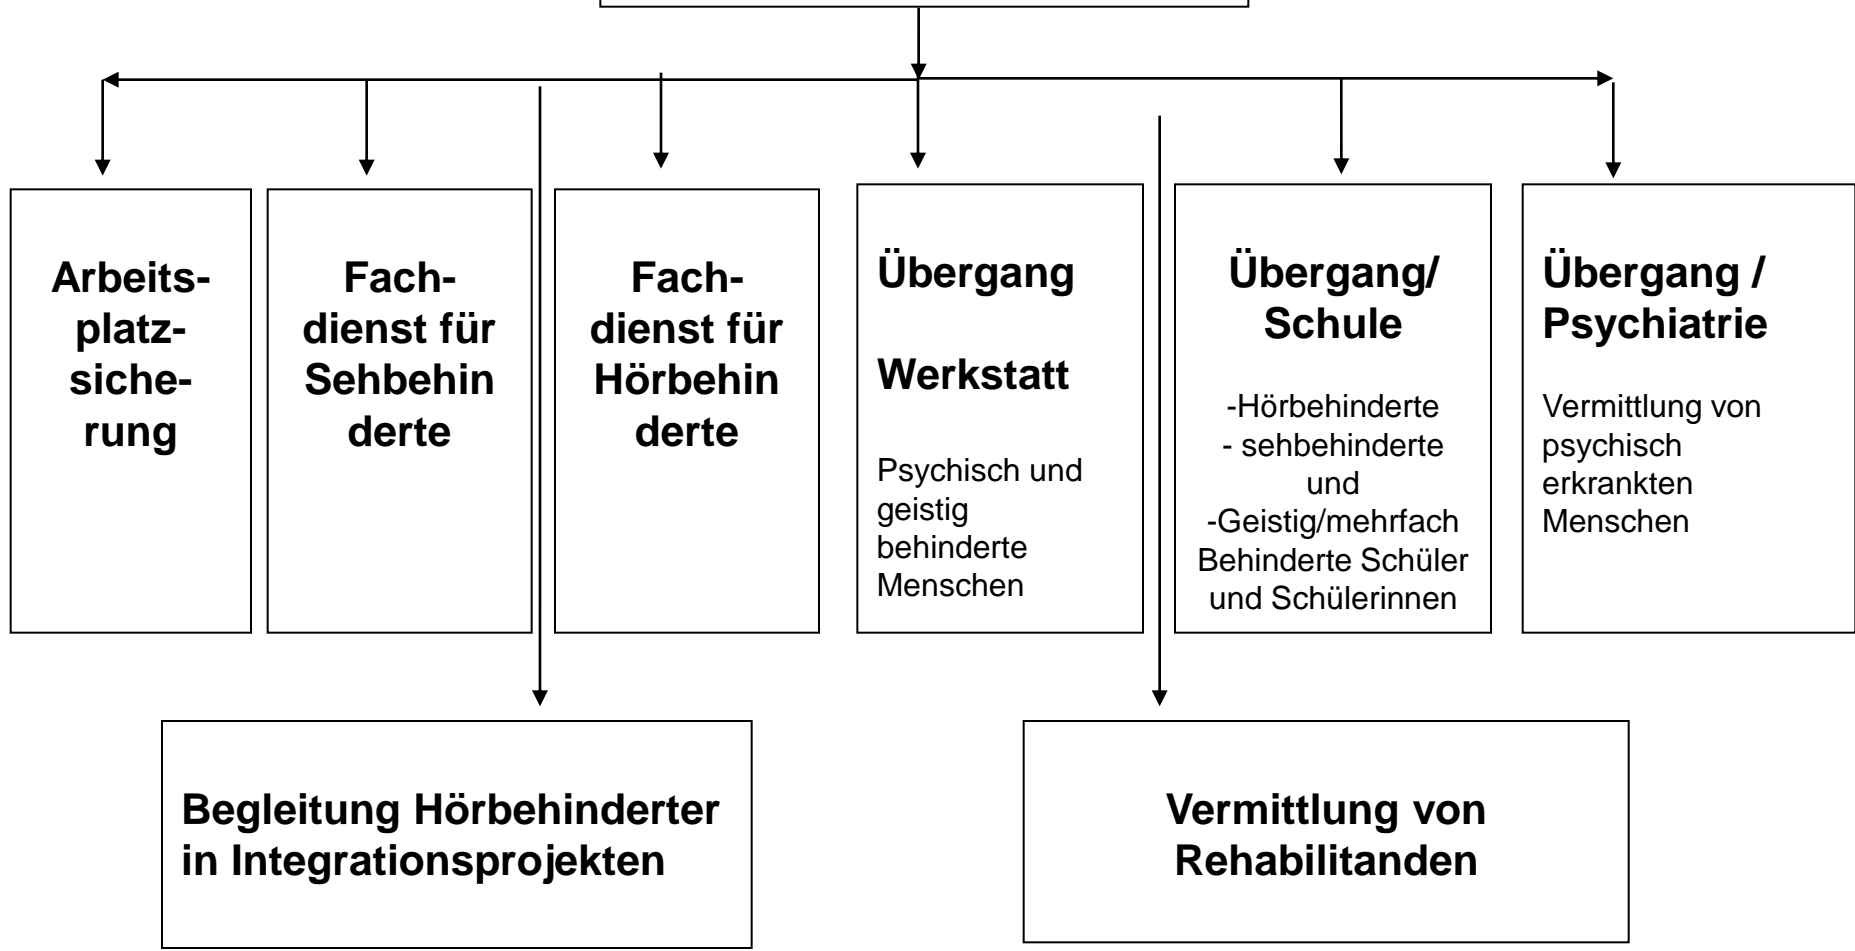 Arbeits-
platz-
siche-
rung
Fach-
dienst für
Sehbehin
derte
Fach-
dienst für
Hörbehin
derte
Übergang
Werkstatt
Psychisch und
geistig
behinderte
Menschen
Übergang/
Schule
-Hörbehinderte
- sehbehinderte
und
-Geistig/mehrfach
Behinderte Schüler
und Schülerinnen
Übergang /
Psychiatrie
Vermittlung von
psychisch
erkrankten
Menschen
Begleitung Hörbehinderter
in Integrationsprojekten
Vermittlung von
Rehabilitanden